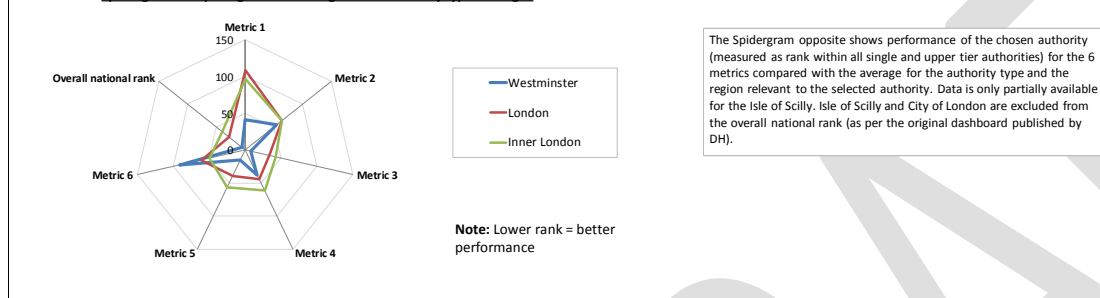 Metric 1
150
Overall national rank
100
Metric 2
50
0
Metric 6
Metric 3
Metric 5
Metric 4
Westminster
London
Inner London
Note: Lower rank = better
performance
The Spidergram opposite shows performance of the chosen authority
(measured as rank within all single and upper tier authorities) for the 6
metrics compared with the average for the authority type and the
region relevant to the selected authority. Data is only partially available
for the Isle of Scilly. Isle of Scilly and City of London are excluded from
the overall national rank (as per the original dashboard published by
DH).